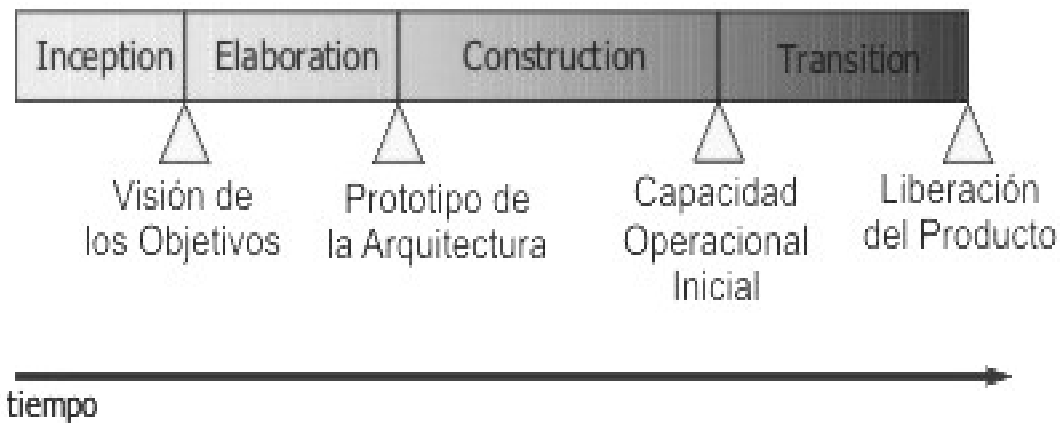 Inception Elaboration Construction Transition
Visión de
los Objetivos
Prototipo de
la Arquitectura
Capacidad
Operacional
Inicial
Liberación
del Producto
tiempo